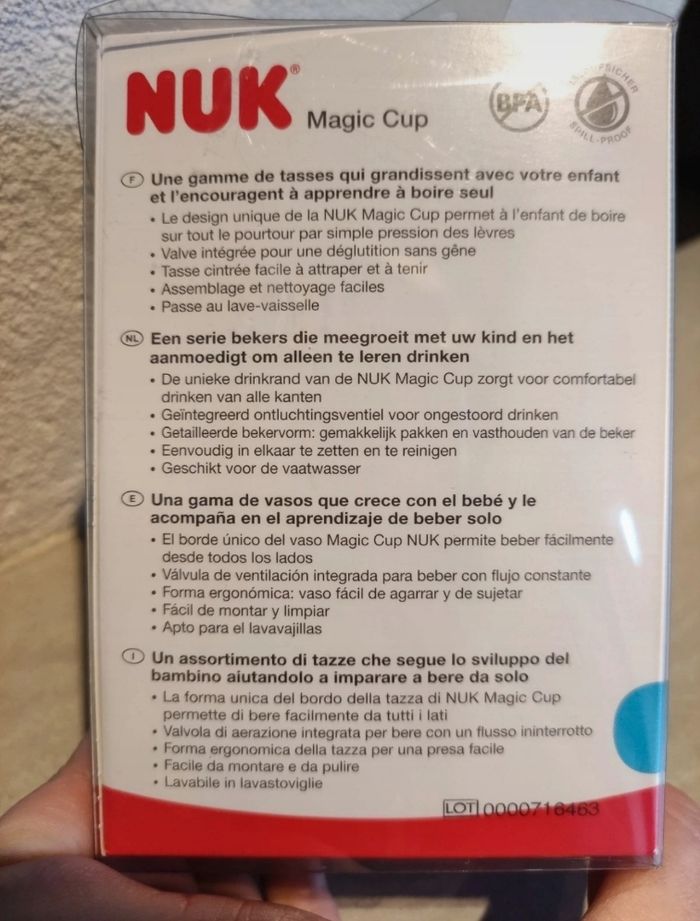 NUK®
Magic Cup
BPA
AUSLAUFSICHER
SPILL-PROOF
F Une gamme de tasses qui grandissent avec votre enfant
et l'encouragent à apprendre à boire seul
• Le design unique de la NUK Magic Cup permet à l'enfant de boire
sur tout le pourtour par simple pression des lèvres
• Valve intégrée pour une déglutition sans gêne
• Tasse cintrée facile à attraper et à tenir
• Assemblage et nettoyage faciles
• Passe au lave-vaisselle
NL Een serie bekers die meegroeit met uw kind en het
aanmoedigt om alleen te leren drinken
• De unieke drinkrand van de NUK Magic Cup zorgt voor comfortabel
drinken van alle kanten
• Geïntegreerd ontluchtingsventiel voor ongestoord drinken
• Getailleerde bekervorm: gemakkelijk pakken en vasthouden van de beker
• Eenvoudig in elkaar te zetten en te reinigen
• Geschikt voor de vaatwasser
E Una gama de vasos que crece con el bebé y le
acompaña en el aprendizaje de beber solo
• El borde único del vaso Magic Cup NUK permite beber fácilmente
desde todos los lados
• Válvula de ventilación integrada para beber con flujo constante
• Forma ergonómica: vaso fácil de agarrar y de sujetar
• Fácil de montar y limpiar
• Apto para el lavavajillas
I Un assortimento di tazze che segue lo sviluppo del
bambino aiutandolo a imparare a bere da solo
• La forma unica del bordo della tazza di NUK Magic Cup
permette di bere facilmente da tutti i lati
• Valvola di aerazione integrata per bere con un flusso ininterrotto
• Forma ergonomica della tazza per una presa facile
• Facile da montare e da pulire
• Lavabile in lavastoviglie
LOT 0000716463